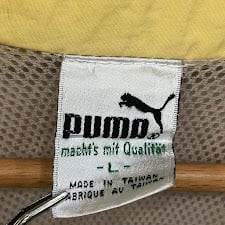 PUMA
macht's mit Qualität
- L -
MADE IN TAIWAN
FABRIQUE AU TAIWAN